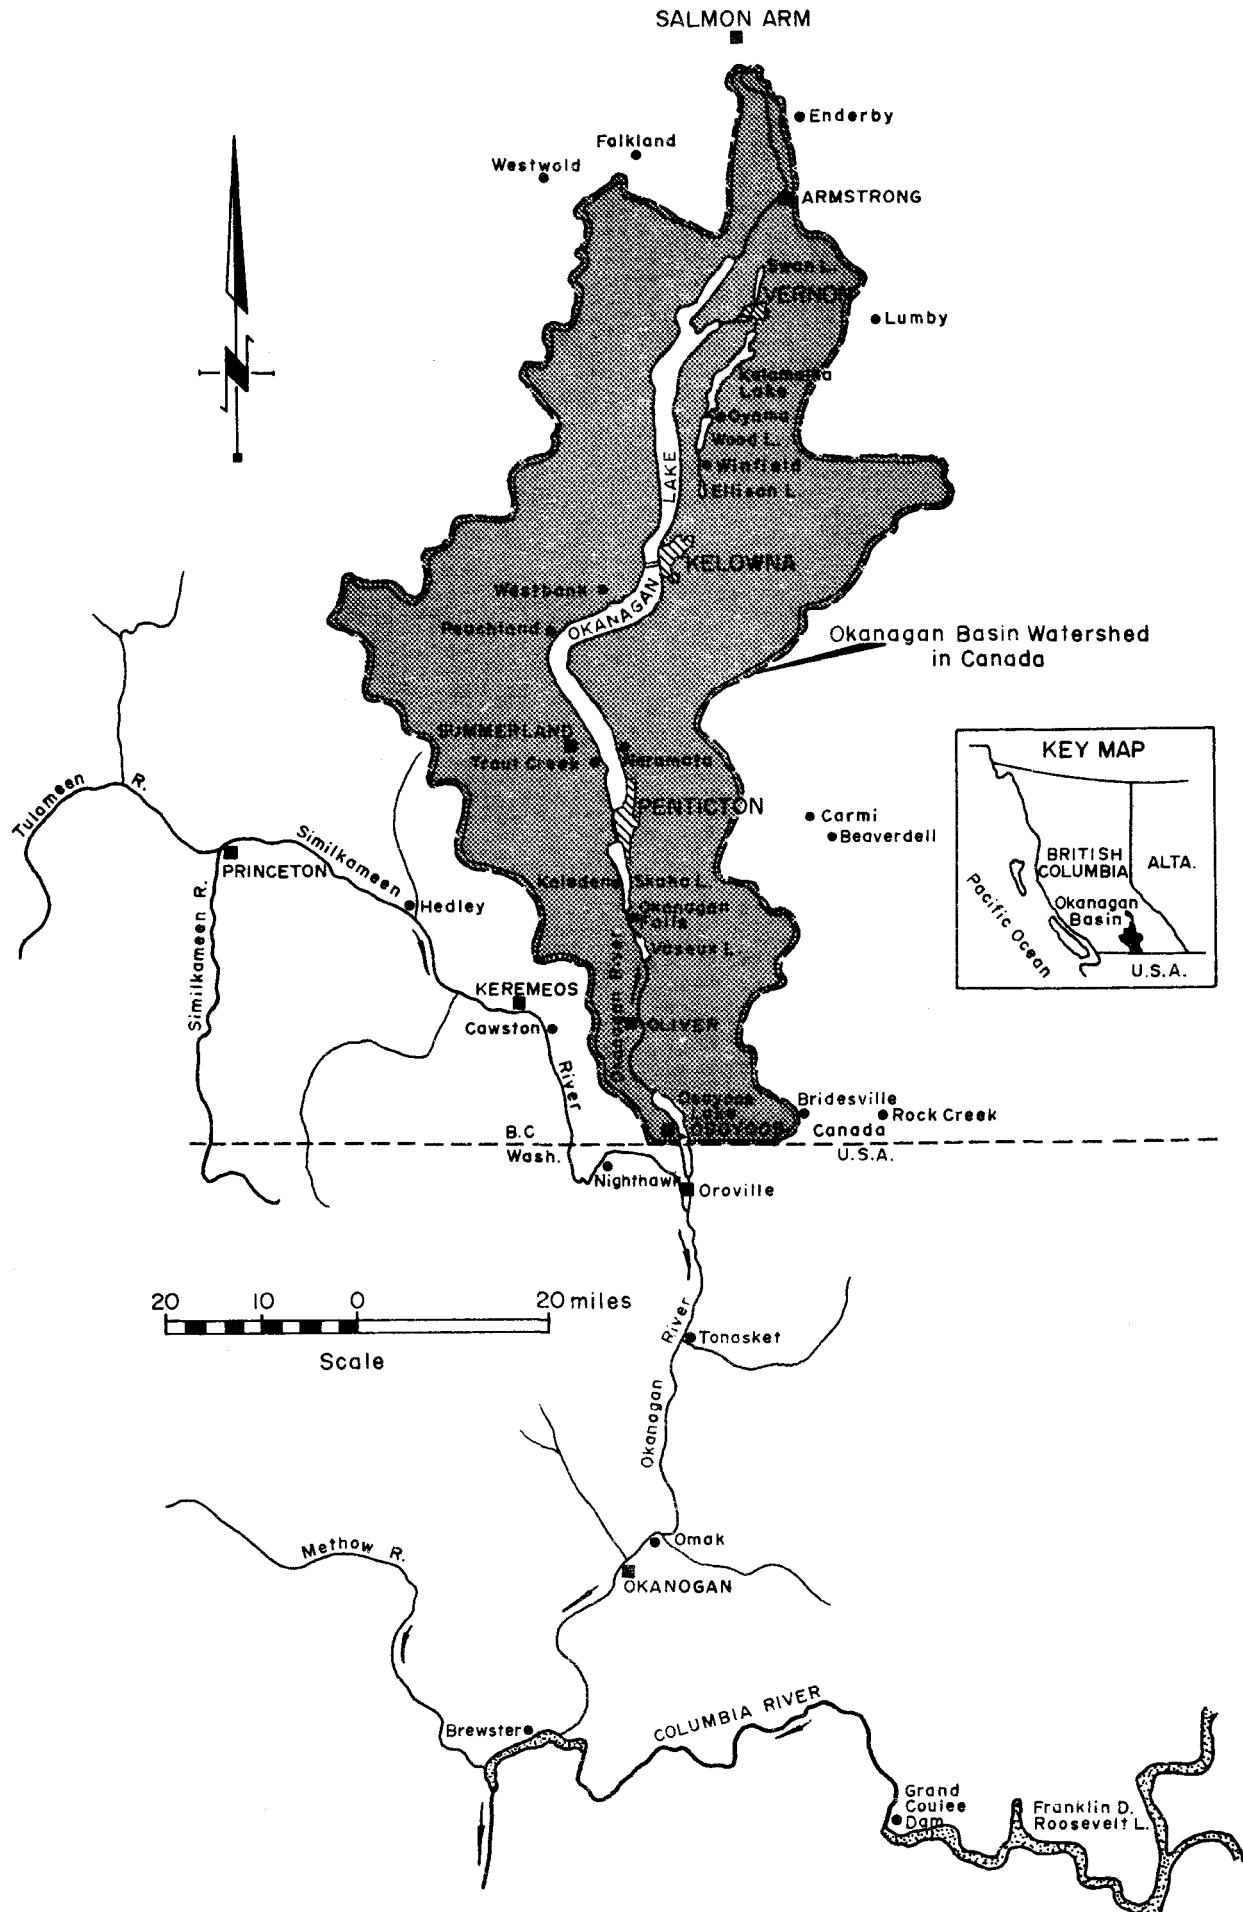 SALMON ARM
Enderby
Falkland
Westwold
ARMSTRONG
Swan L.
VERNON
Lumby
Kalamalka
Lake
Oyama
Wood L.
Winfield
Ellison L.
LAKE
KELOWNA
Westbank
OKANAGAN
Peachland
Okanagan Basin Watershed
in Canada
SUMMERLAND
Trout Creek
Naramata
PENTICTON
KEY MAP
BRITISH
COLUMBIA
ALTA.
Pacific Ocean
Okanagan
Basin
U.S.A.
Carmi
Beaverdell
Tulameen
R.
Similkameen
PRINCETON
Similkameen R.
Hedley
Kaleden
Skaha L.
Okanagan
Falls
Vaseux L.
Okanagan River
KEREMEOS
Cawston
River
OLIVER
Osoyoos
Lake
OSOYOOS
Bridesville
Rock Creek
B.C
Canada
Wash.
U.S.A.
Nighthawk
Oroville
20 10 0 20 miles
Scale
River
Tonasket
Okanagan
Methow R.
Omak
OKANOGAN
Brewster
COLUMBIA RIVER
Grand
Coulee
Dam
Franklin D.
Roosevelt L.